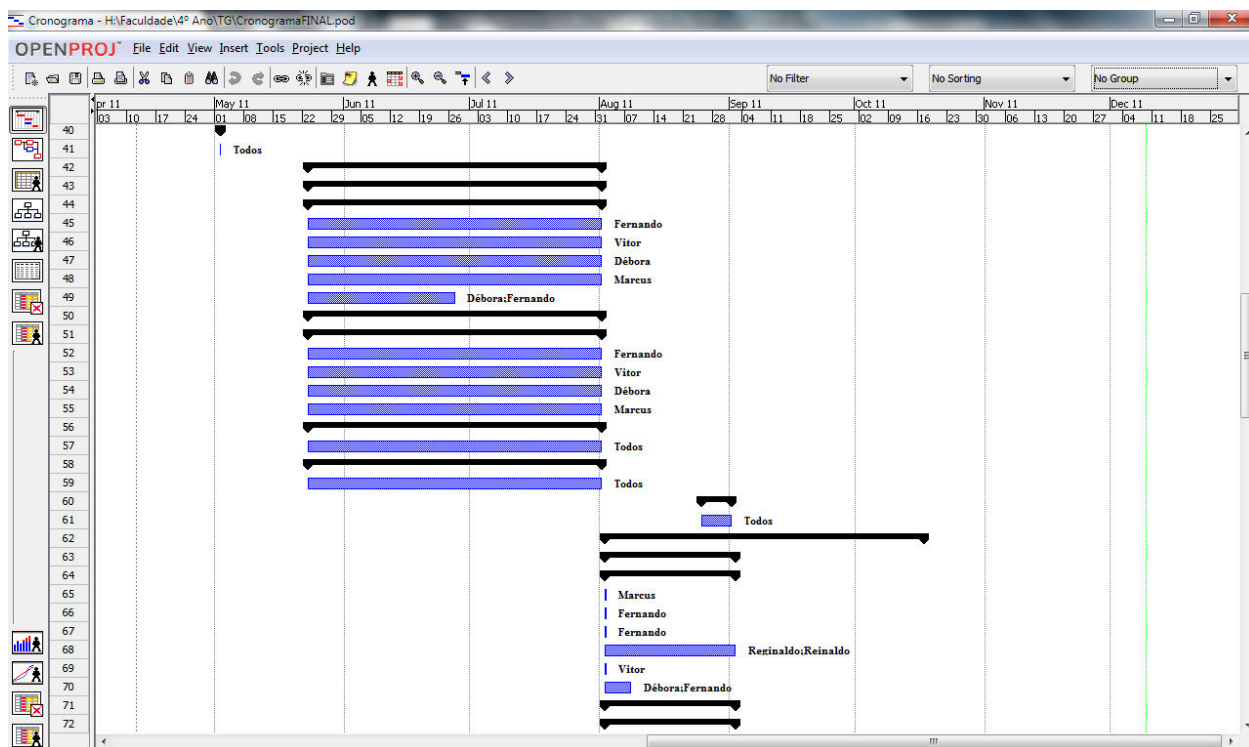 Cronograma - H:\Faculdade\4º Ano\TG\CronogramaFINAL.pod
OPENPROJ™ File Edit View Insert Tools Project Help
No Filter No Sorting No Group
pr 11 May 11 Jun 11 Jul 11 Aug 11 Sep 11 Oct 11 Nov 11 Dec 11
03 10 17 24 01 08 15 22 29 05 12 19 26 03 10 17 24 31 07 14 21 28 04 11 18 25 02 09 16 23 30 06 13 20 27 04 11 18 25
40
41 Todos
42
43
44
45 Fernando
46 Vitor
47 Débora
48 Marcus
49 Débora;Fernando
50
51
52 Fernando
53 Vitor
54 Débora
55 Marcus
56
57 Todos
58
59 Todos
60
61 Todos
62
63
64
65 Marcus
66 Fernando
67 Fernando
68 Reginaldo;Reinaldo
69 Vitor
70 Débora;Fernando
71
72